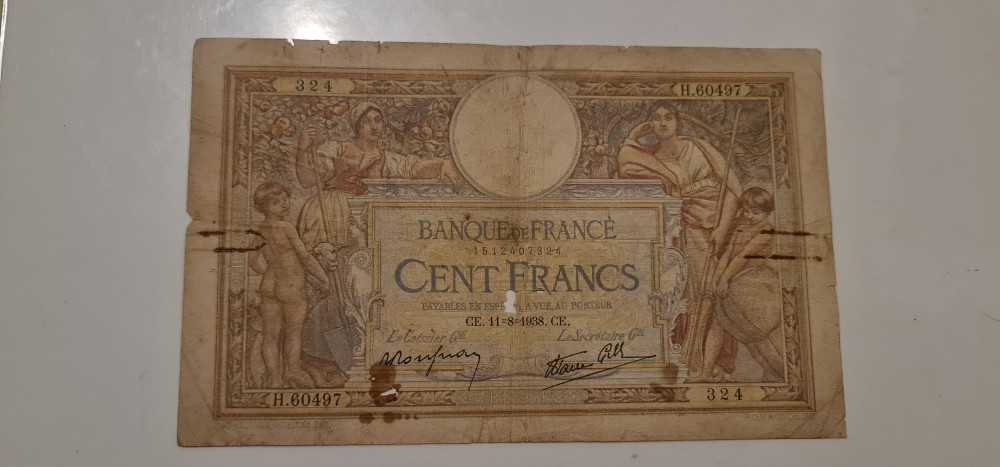 324
H.60497
BANQUE DE FRANCE
1512407324
CENT FRANCS
PAYABLES EN ESPÈCES, A VUE, AU PORTEUR
CE. 11=8=1938. CE.
Le Caissier Gal
Le Secrétaire Gal
H.60497
324